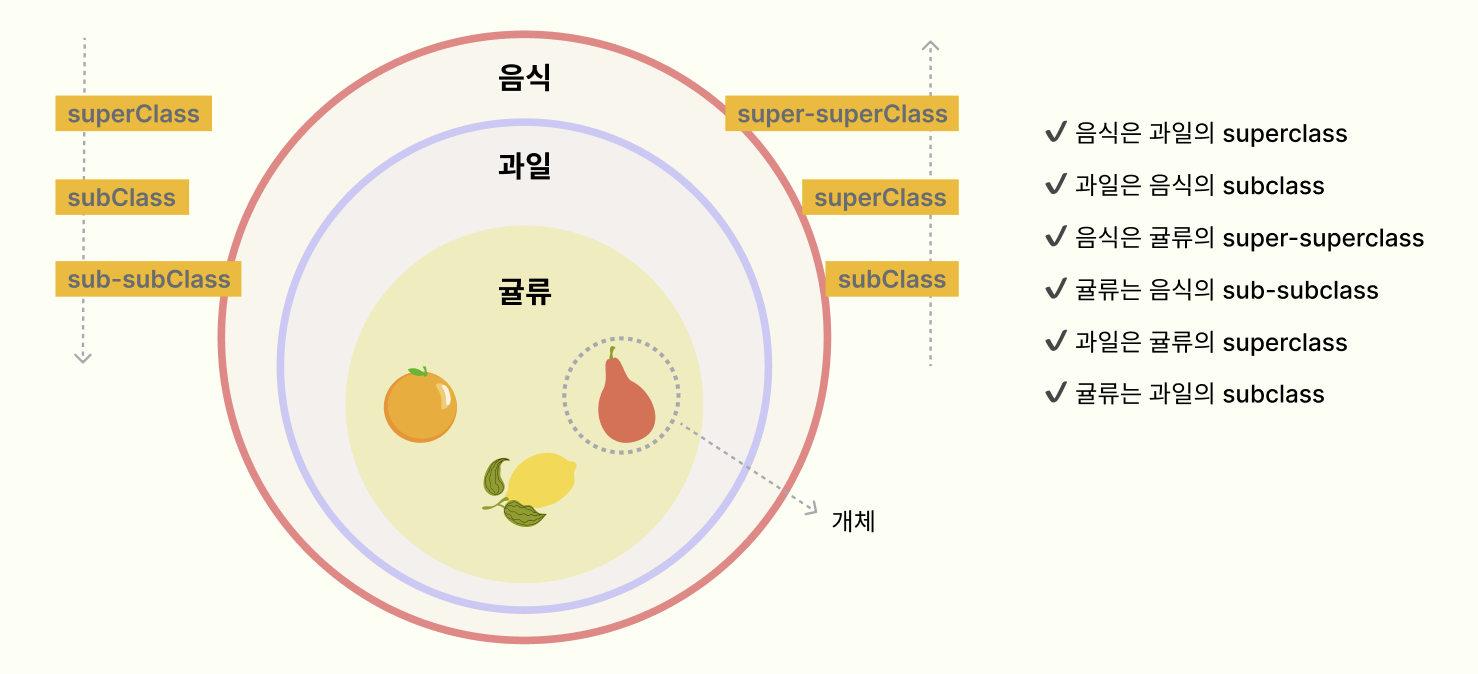 superClass
subClass
sub-subClass
음식
과일
귤류
super-superClass
superClass
subClass
개체
✔ 음식은 과일의 superclass
✔ 과일은 음식의 subclass
✔ 음식은 귤류의 super-superclass
✔ 귤류는 음식의 sub-subclass
✔ 과일은 귤류의 superclass
✔ 귤류는 과일의 subclass